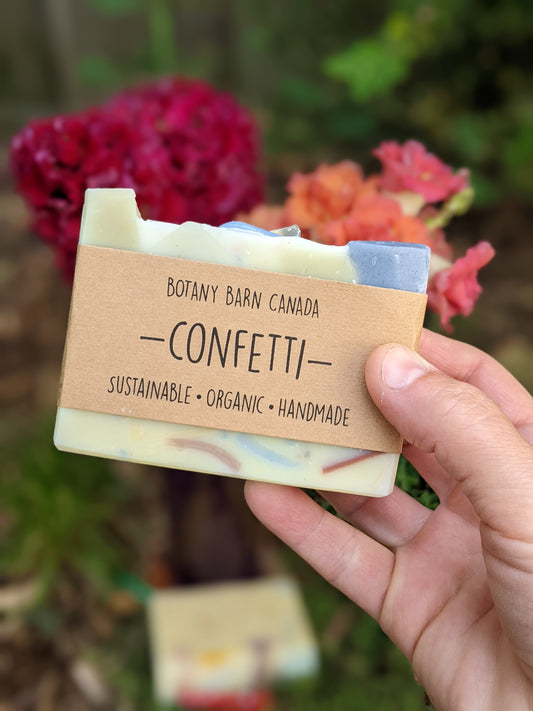 BOTANY BARN CANADA
—CONFETTI—
SUSTAINABLE • ORGANIC • HANDMADE